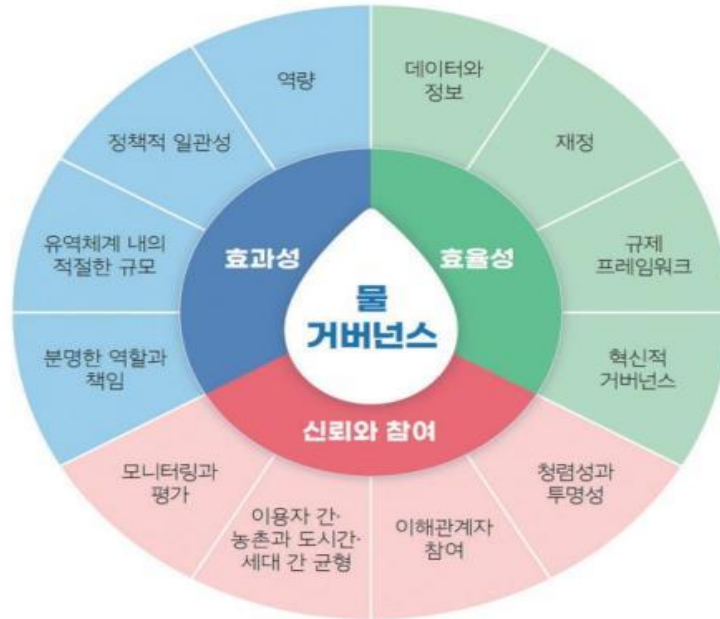 역량
데이터와
정보
정책적 일관성
재정
유역체계 내의
적절한 규모
효과성
효율성
규제
프레임워크
물
거버넌스
분명한 역할과
책임
혁신적
거버넌스
신뢰와 참여
모니터링과
평가
이용자 간·
농촌과 도시간·
세대 간 균형
이해관계자
참여
청렴성과
투명성